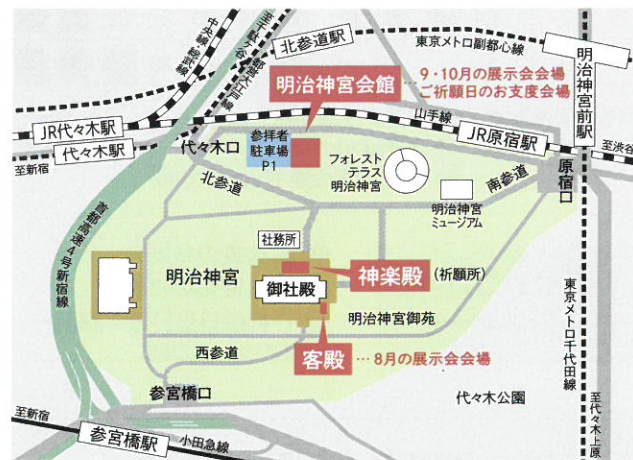 中央線・総武線
至千駄ヶ谷
都営大江戸線
北参道駅
東京メトロ副都心線
明治神宮前駅
明治神宮会館
…9・10月の展示会会場
ご祈願日のお支度会場
山手線
JR代々木駅
JR原宿駅
至渋谷
代々木駅
至新宿
代々木口
参拝者
駐車場
P1
北参道
フォレスト
テラス
明治神宮
南参道
原宿口
明治神宮
ミュージアム
首都高速4号新宿線
社務所
明治神宮
神楽殿
(祈願所)
御社殿
明治神宮御苑
東京メトロ千代田線
客殿
…8月の展示会会場
西参道
参宮橋口
代々木公園
至新宿
参宮橋駅
小田急線
至代々木上原